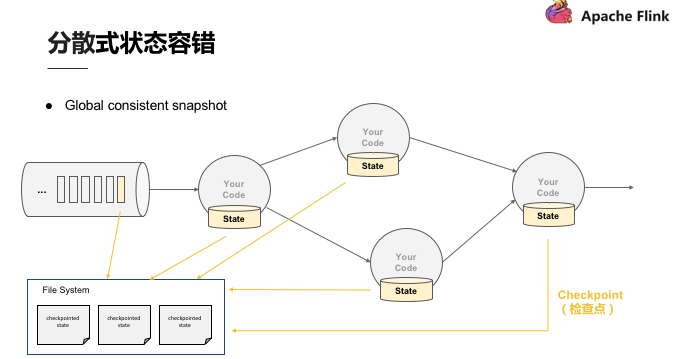 Apache Flink
分散式状态容错
● Global consistent snapshot
...
Your
Code
State
Your
Code
State
Your
Code
State
Your
Code
State
File System
checkpointed
state
checkpointed
state
checkpointed
state
Checkpoint
（检查点）